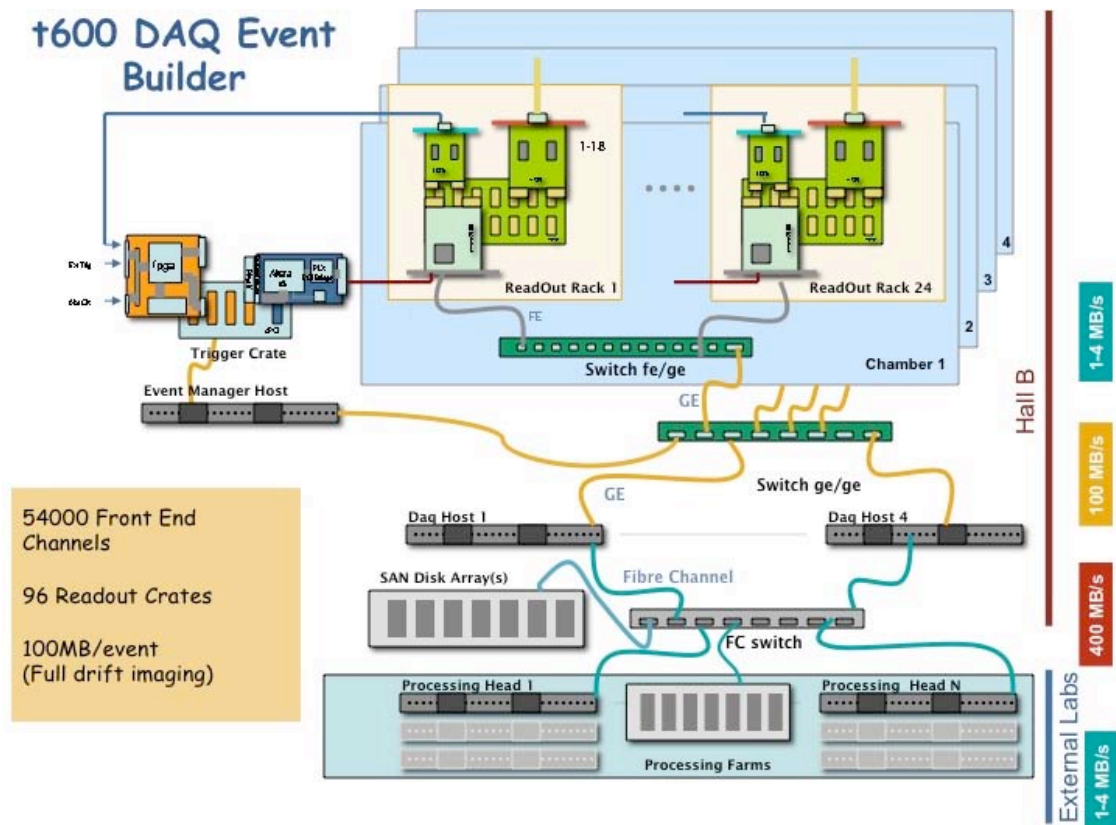 t600 DAQ Event
Builder
1-18
4
3
2
ReadOut Rack 1
ReadOut Rack 24
FE
Switch fe/ge
Chamber 1
Trigger Crate
Event Manager Host
GE
GE
Switch ge/ge
Daq Host 1
Daq Host 4
SAN Disk Array(s)
Fibre Channel
FC switch
Processing Head 1
Processing Head N
Processing Farms
54000 Front End
Channels
96 Readout Crates
100MB/event
(Full drift imaging)
Hall B
External Labs
1-4 MB/s
100 MB/s
400 MB/s
1-4 MB/s